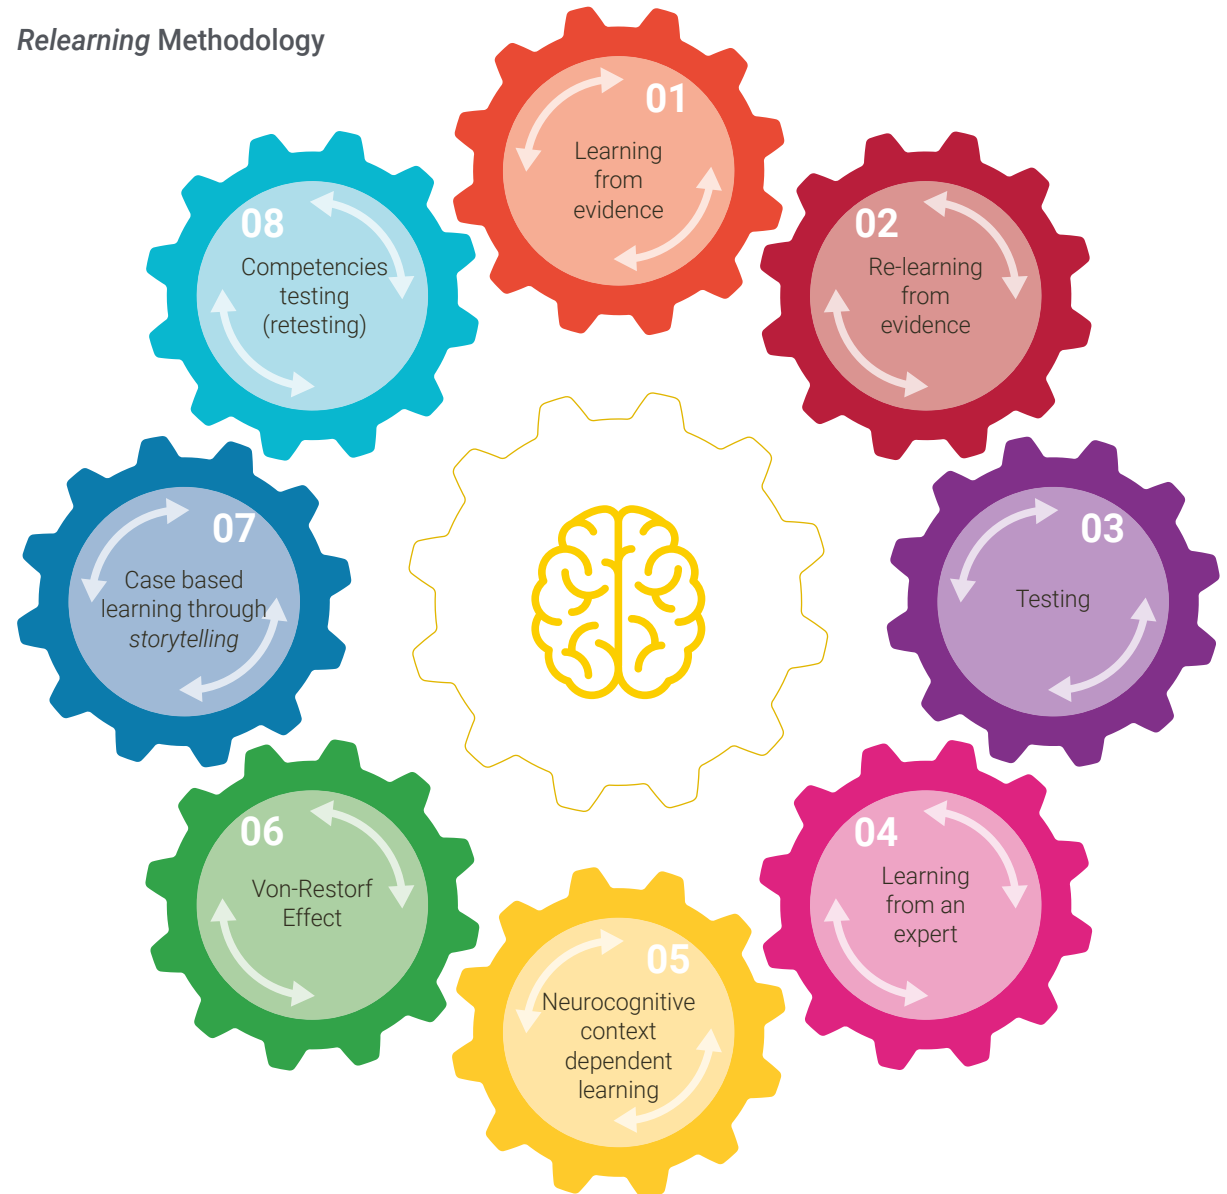 Relearning Methodology
01
Learning
from
evidence
02
Re-learning
from
evidence
03
Testing
04
Learning
from an
expert
05
Neurocognitive
context
dependent
learning
06
Von-Restorf
Effect
07
Case based
learning through
storytelling
08
Competencies
testing
(retesting)